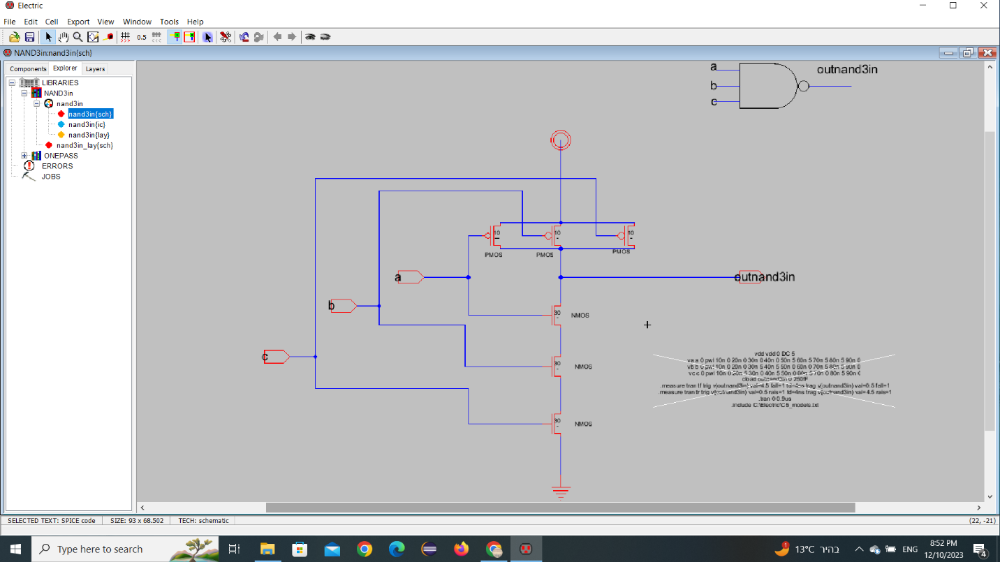 Electric
File Edit Cell Export View Window Tools Help
0.5
NAND3in:nand3in{sch}
Components Explorer Layers
LIBRARIES
NAND3in
nand3in
nand3in{sch}
nand3in{ic}
nand3in{lay}
nand3in_lay{sch}
ONEPASS
ERRORS
JOBS
a
b
c
outnand3in
10
10
10
PMOS
PMOS
PMOS
a
outnand3in
b
30
NMOS
c
30
NMOS
30
NMOS
vdd vdd 0 DC 5
va a 0 pwl 10n 0 20n 0 30n 0 40n 0 50n 5 60n 5 70n 5 80n 5 90n 0
vb b 0 pwl 10n 0 20n 5 30n 5 40n 5 50n 0 60n 0 70n 5 80n 5 90n 0
vc c 0 pwl 10n 0 20n 5 30n 0 40n 5 50n 0 60n 5 70n 0 80n 5 90n 0
cload outnand3in 0 250fF
.measure tran tf trig v(outnand3in) val=4.5 fall=1 td=4ns trag v(outnand3in) val=0.5 fall=1
.measure tran tr trig v(outnand3in) val=0.5 rais=1 td=4ns trag v(outnand3in) val=4.5 rais=1
.tran 0 0.9us
.include C:\Electric\C5_models.txt
SELECTED TEXT: SPICE code SIZE: 93 x 68.502 TECH: schematic (22, -21)
Type here to search
1 13°C בהיר ENG 8:52 PM
12/10/2023 4